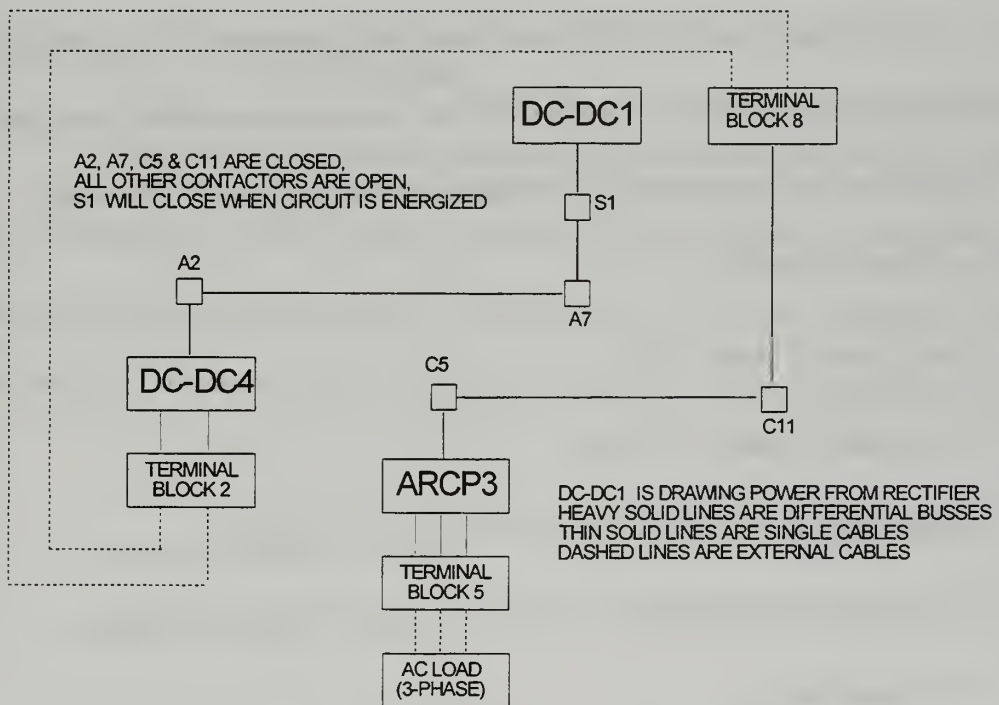 DC-DC1
TERMINAL
BLOCK 8
A2, A7, C5 & C11 ARE CLOSED,
ALL OTHER CONTACTORS ARE OPEN,
S1 WILL CLOSE WHEN CIRCUIT IS ENERGIZED
S1
A2
A7
DC-DC4
C5
C11
TERMINAL
BLOCK 2
ARCP3
DC-DC1 IS DRAWING POWER FROM RECTIFIER
HEAVY SOLID LINES ARE DIFFERENTIAL BUSSES
THIN SOLID LINES ARE SINGLE CABLES
DASHED LINES ARE EXTERNAL CABLES
TERMINAL
BLOCK 5
AC LOAD
(3-PHASE)